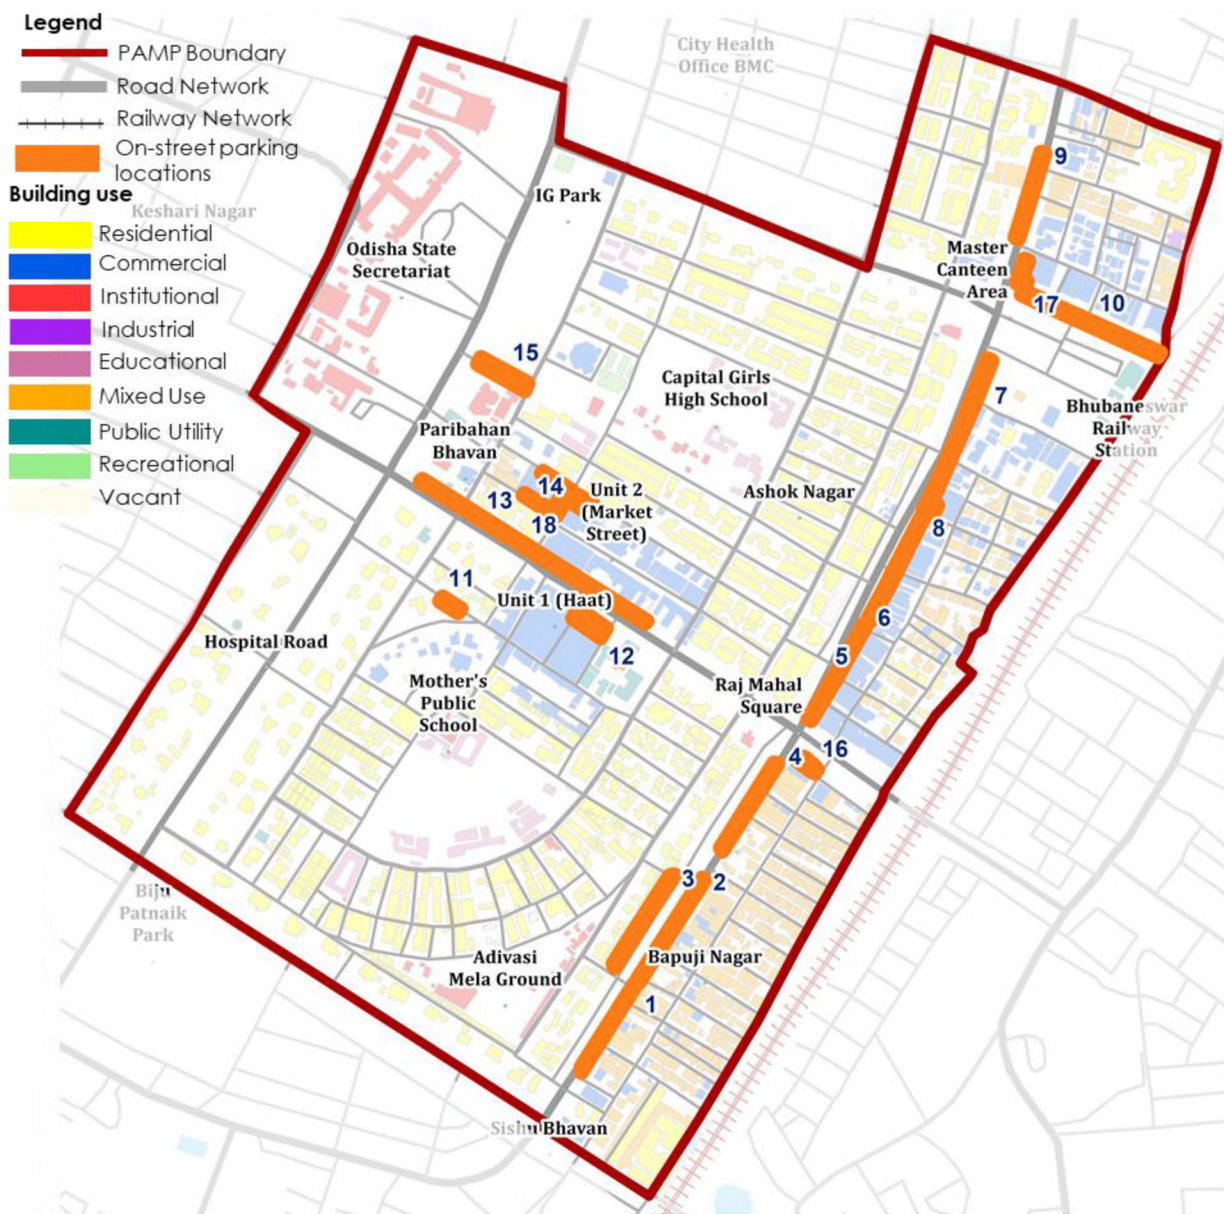 Legend
PAMP Boundary
Road Network
Railway Network
On-street parking
locations
Building use
Residential
Commercial
Institutional
Industrial
Educational
Mixed Use
Public Utility
Recreational
Vacant
Keshari Nagar
City Health
Office BMC
IG Park
Odisha State
Secretariat
9
Master
Canteen
Area
17
10
15
Capital Girls
High School
7
Bhubaneswar
Railway
Station
Paribahan
Bhavan
14
13
18
Unit 2
(Market
Street)
Ashok Nagar
8
11
Unit 1 (Haat)
6
Hospital Road
12
5
Mother's
Public
School
Raj Mahal
Square
4
16
3
2
Biju
Patnaik
Park
Adivasi
Mela Ground
Bapuji Nagar
1
Sishu Bhavan